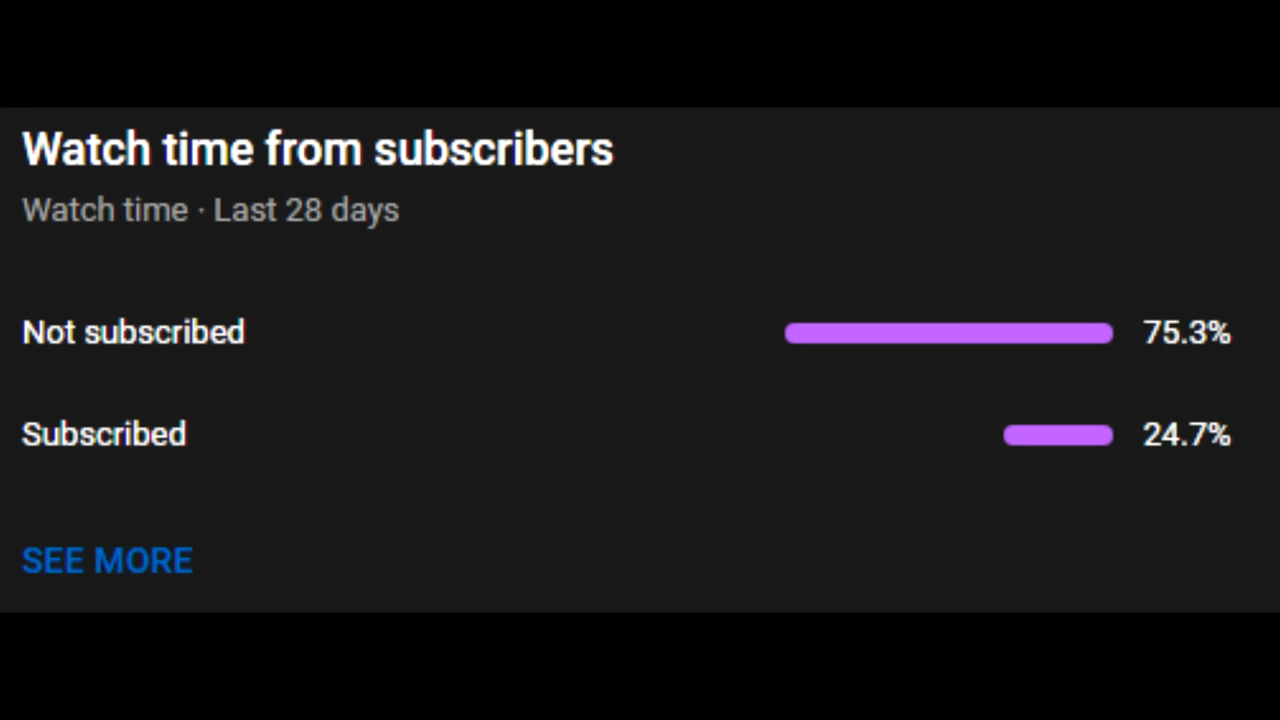 Watch time from subscribers
Watch time · Last 28 days
Not subscribed 75.3%
Subscribed 24.7%
SEE MORE